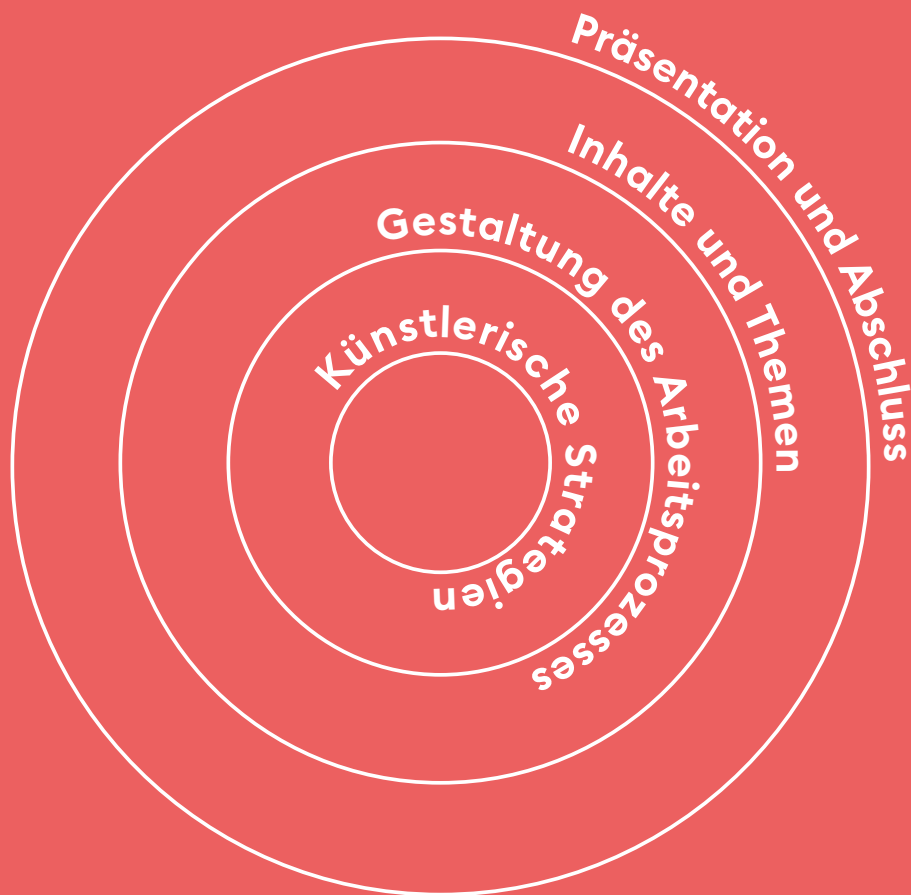 Präsentation und Abschluss
Inhalte und Themen
Gestaltung des Arbeitsprozesses
Künstlerische Strategien